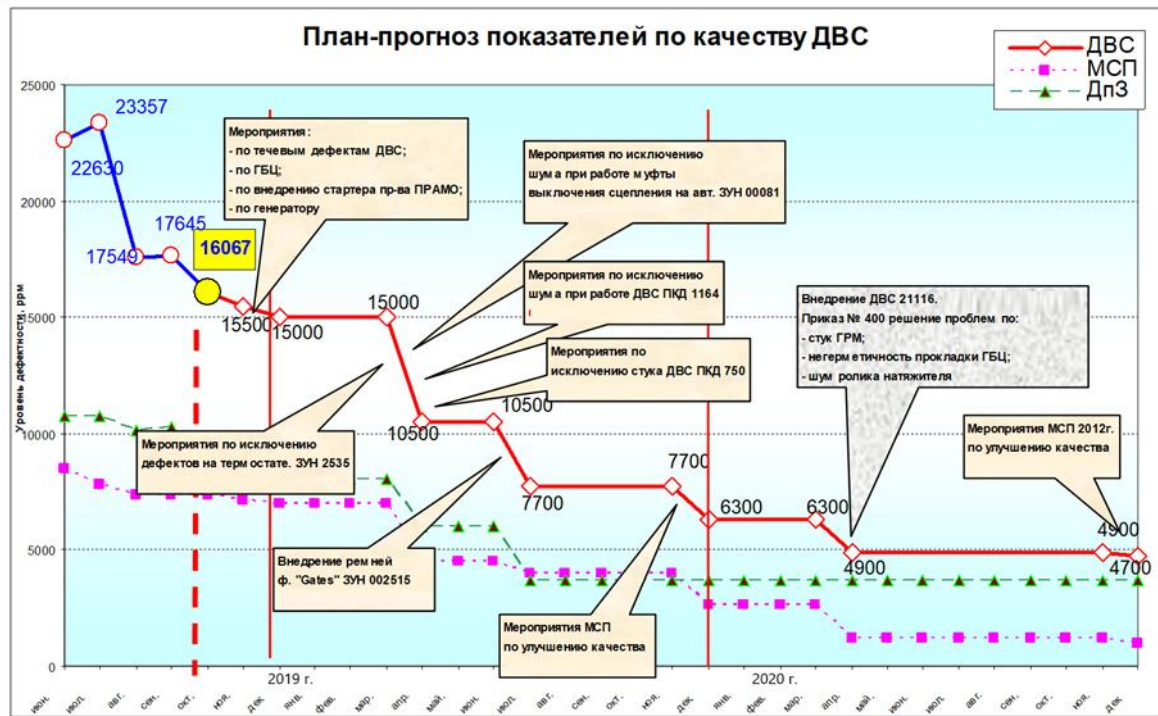 План-прогноз показателей по качеству ДВС
ДВС
МСП
ДпЗ
Уровень дефектности, ppm
25000
20000
15000
10000
5000
0
23357
22630
17549
17645
16067
15500
15000
15000
10500
10500
7700
7700
6300
6300
4900
4900
4700
Мероприятия:
- по течевым дефектам ДВС;
- по ГБЦ;
- по внедрению стартера пр-ва ПРАМО;
- по генератору
Мероприятия по исключению
шума при работе муфты
выключения сцепления на авт. ЗУН 00081
Мероприятия по исключению
шума при работе ДВС ПКД 1164
Мероприятия по
исключению стука ДВС ПКД 750
Внедрение ДВС 21116.
Приказ № 400 решение проблем по:
- стук ГРМ;
- негерметичность прокладки ГБЦ;
- шум ролика натяжителя
Мероприятия МСП 2012г.
по улучшению качества
Мероприятия по исключению
дефектов на термостате. ЗУН 2535
Внедрение ремней
ф. "Gates" ЗУН 002515
Мероприятия МСП
по улучшению качества
2019 г.
2020 г.
июн.
июл.
авг.
сен.
окт.
ноя.
дек.
янв.
фев.
мар.
апр.
май.
июн.
июл.
авг.
сен.
окт.
ноя.
дек.
янв.
фев.
мар.
апр.
май.
июн.
июл.
авг.
сен.
окт.
ноя.
дек.